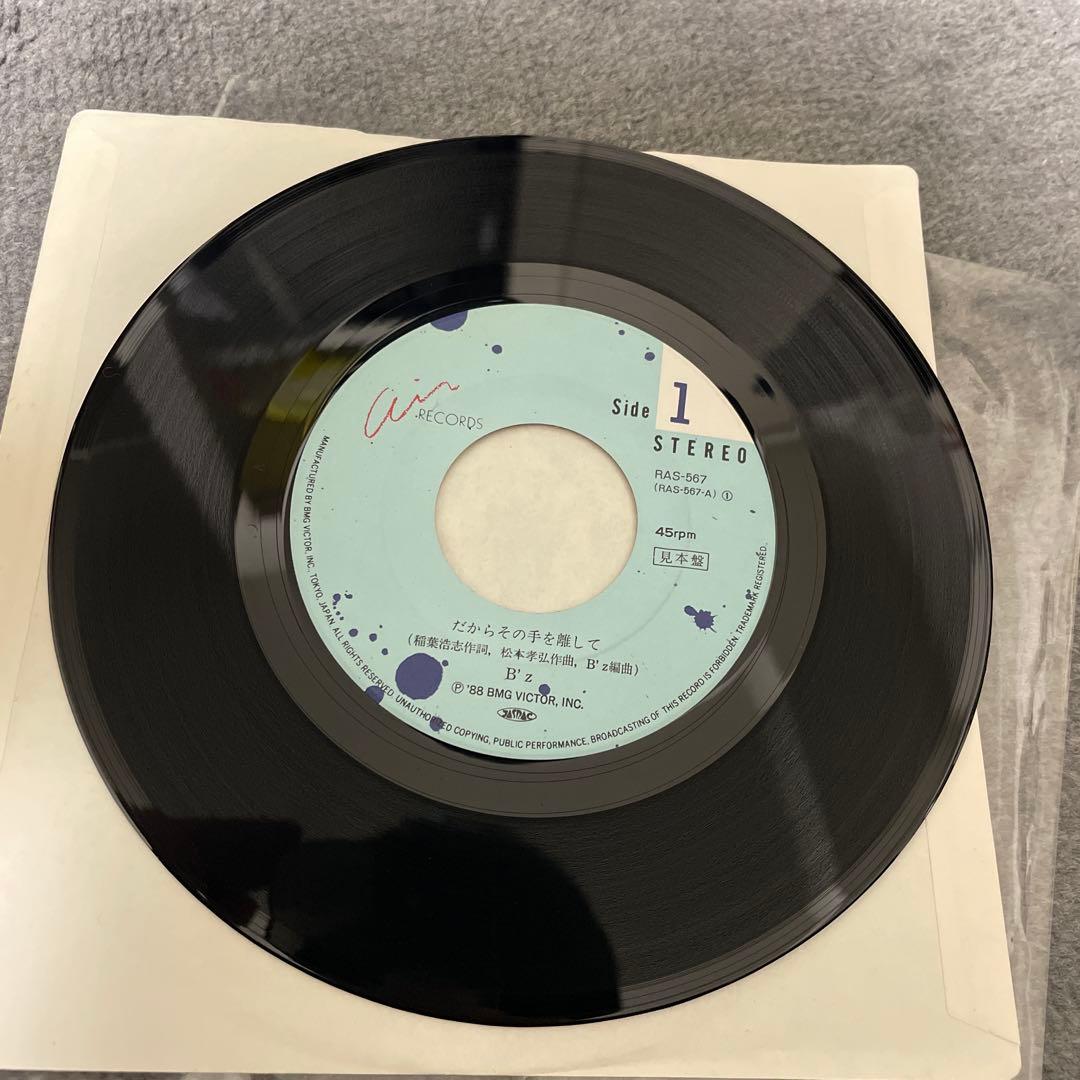 air
RECORDS
Side 1
STEREO
RAS-567
(RAS-567-A) ①
45rpm
見本盤
だからその手を離して
(稲葉浩志作詞, 松本孝弘作曲, B'z編曲)
B'z
Ⓟ '88 BMG VICTOR, INC.
JASRAC
MANUFACTURED BY BMG VICTOR, INC., TOKYO, JAPAN. ALL RIGHTS RESERVED. UNAUTHORIZED COPYING, PUBLIC PERFORMANCE, BROADCASTING OF THIS RECORD IS FORBIDDEN. TRADEMARK REGISTERED.